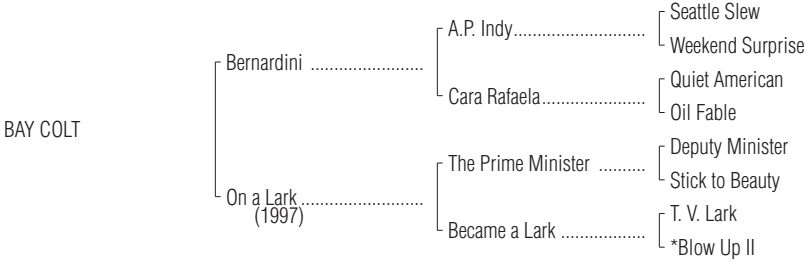 Seattle Slew
A.P. Indy..............................
Weekend Surprise
Bernardini .........................
Quiet American
Cara Rafaela.......................
Oil Fable
BAY COLT
Deputy Minister
The Prime Minister ..........
Stick to Beauty
On a Lark...........................
(1997)
T. V. Lark
Became a Lark ..................
*Blow Up II